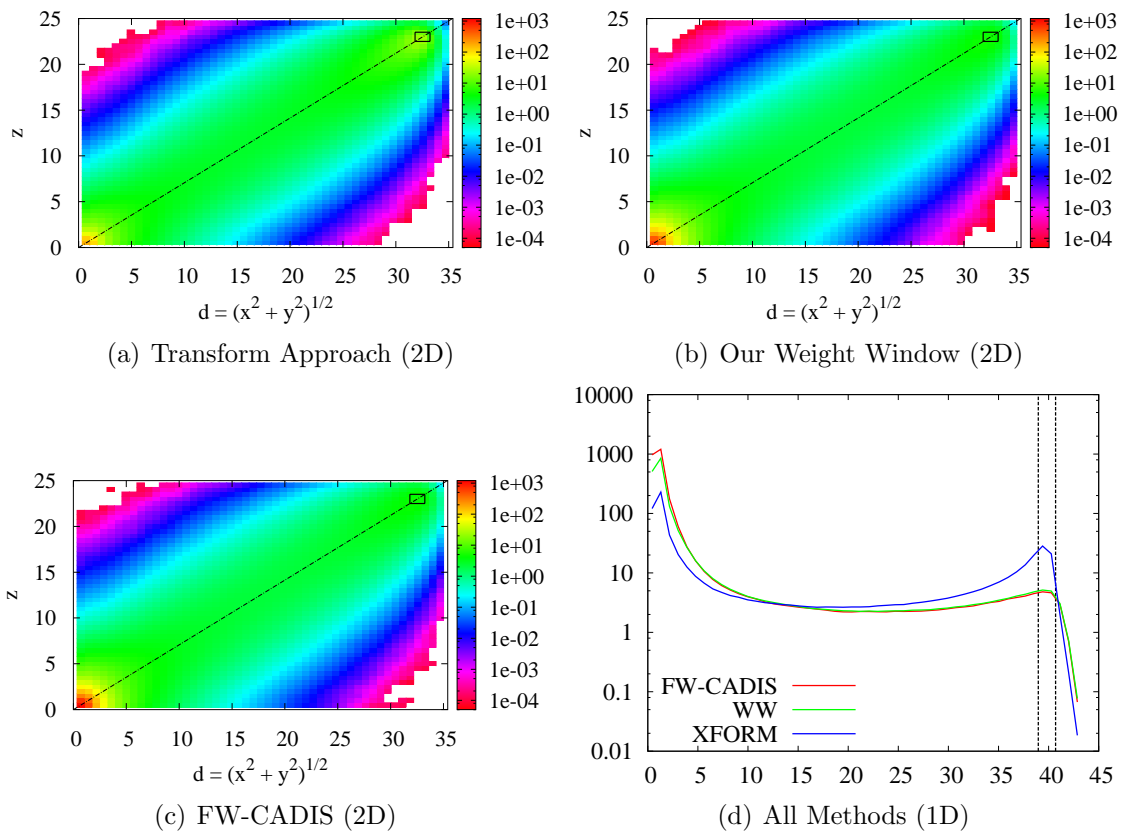 25
20
15
10
5
0
z
0 5 10 15 20 25 30 35
d = (x² + y²)^1/2
1e+03
1e+02
1e+01
1e+00
1e-01
1e-02
1e-03
1e-04
(a) Transform Approach (2D)
25
20
15
10
5
0
z
0 5 10 15 20 25 30 35
d = (x² + y²)^1/2
1e+03
1e+02
1e+01
1e+00
1e-01
1e-02
1e-03
1e-04
(b) Our Weight Window (2D)
25
20
15
10
5
0
z
0 5 10 15 20 25 30 35
d = (x² + y²)^1/2
1e+03
1e+02
1e+01
1e+00
1e-01
1e-02
1e-03
1e-04
(c) FW-CADIS (2D)
10000
1000
100
10
1
0.1
0.01
FW-CADIS
WW
XFORM
0 5 10 15 20 25 30 35 40 45
(d) All Methods (1D)